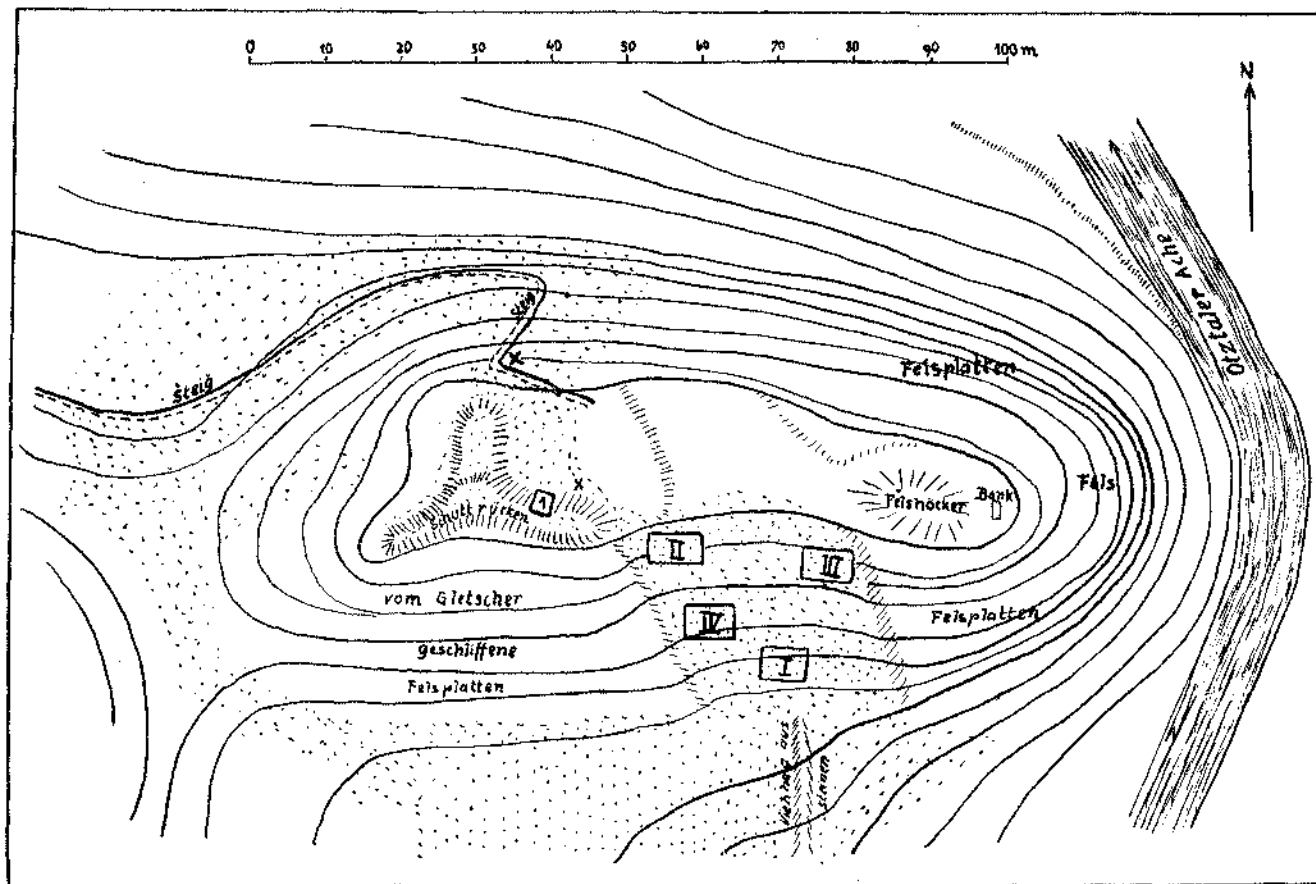 0 10 20 30 40 50 60 70 80 90 100 m.
N
Ötztaler Ache
Steig
Steig
x
Felsplatten
Fels
Felshöcker
Bank
x
1
Schuttrücken
II
III
vom Gletscher
Felsplatten
IV
geschliffene
I
Felsplatten